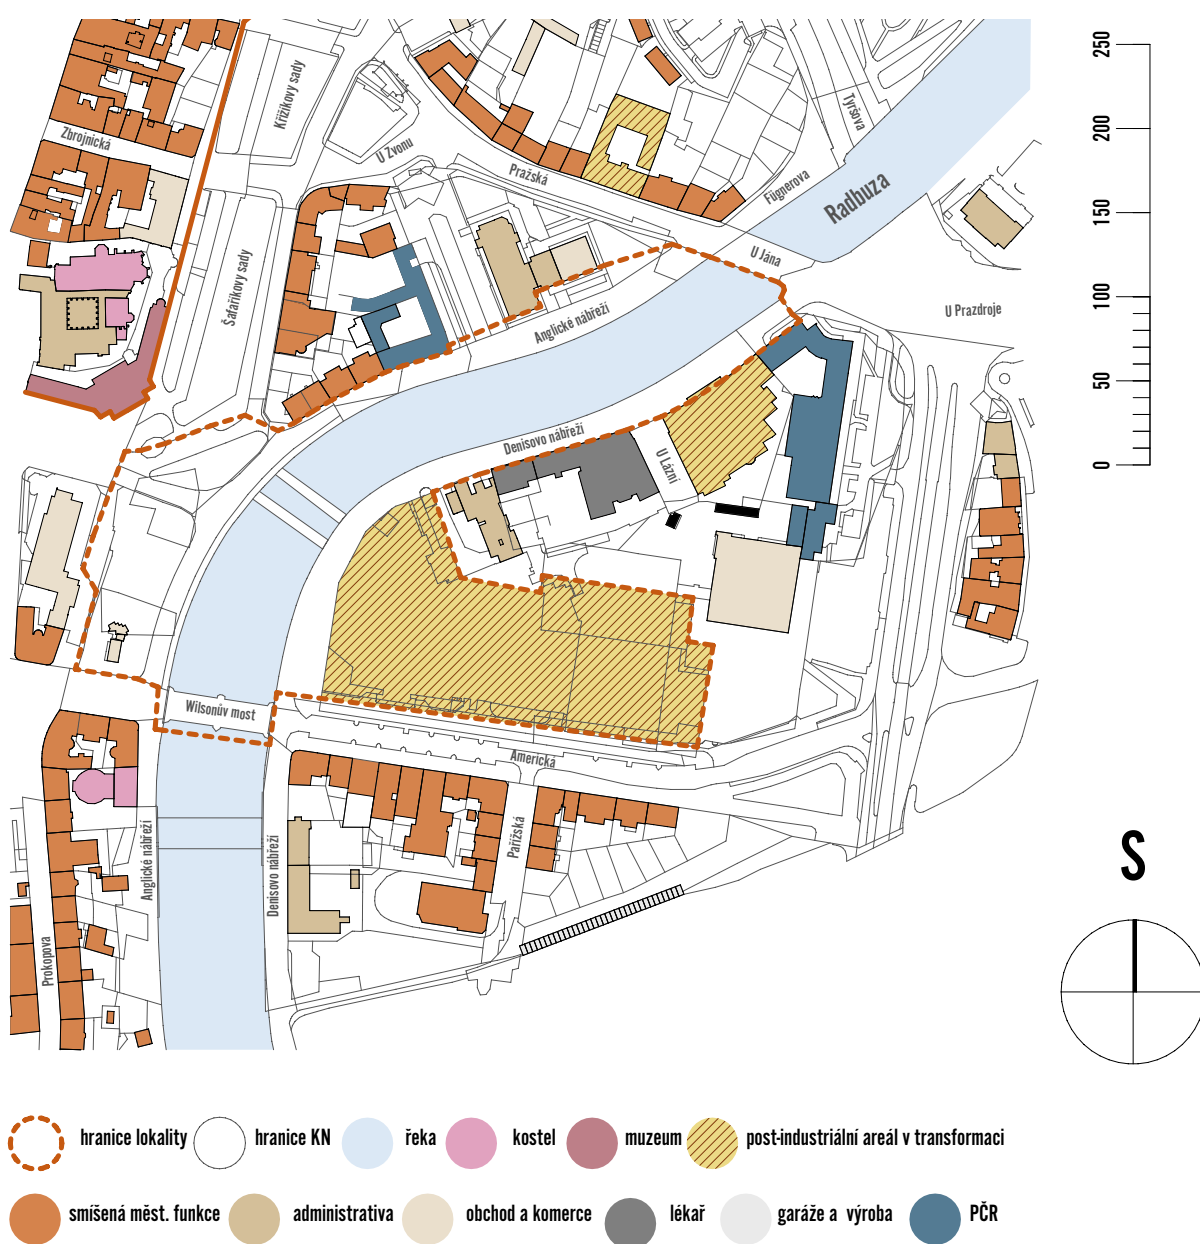 Křižíkovy sady
Zbrojnická
U Zvonu
Tyršova
Pražská
Fügnerova
Radbuza
Šafaříkovy sady
U Jána
U Prazdroje
Anglické nábřeží
Denisovo nábřeží
U Lázní
Wilsonův most
Americká
Pařížská
Anglické nábřeží
Denisovo nábřeží
Prokopova
250
200
150
100
50
0
S
hranice lokality
hranice KN
řeka
kostel
muzeum
post-industriální areál v transformaci
smíšená měst. funkce
administrativa
obchod a komerce
lékař
garáže a výroba
PČR